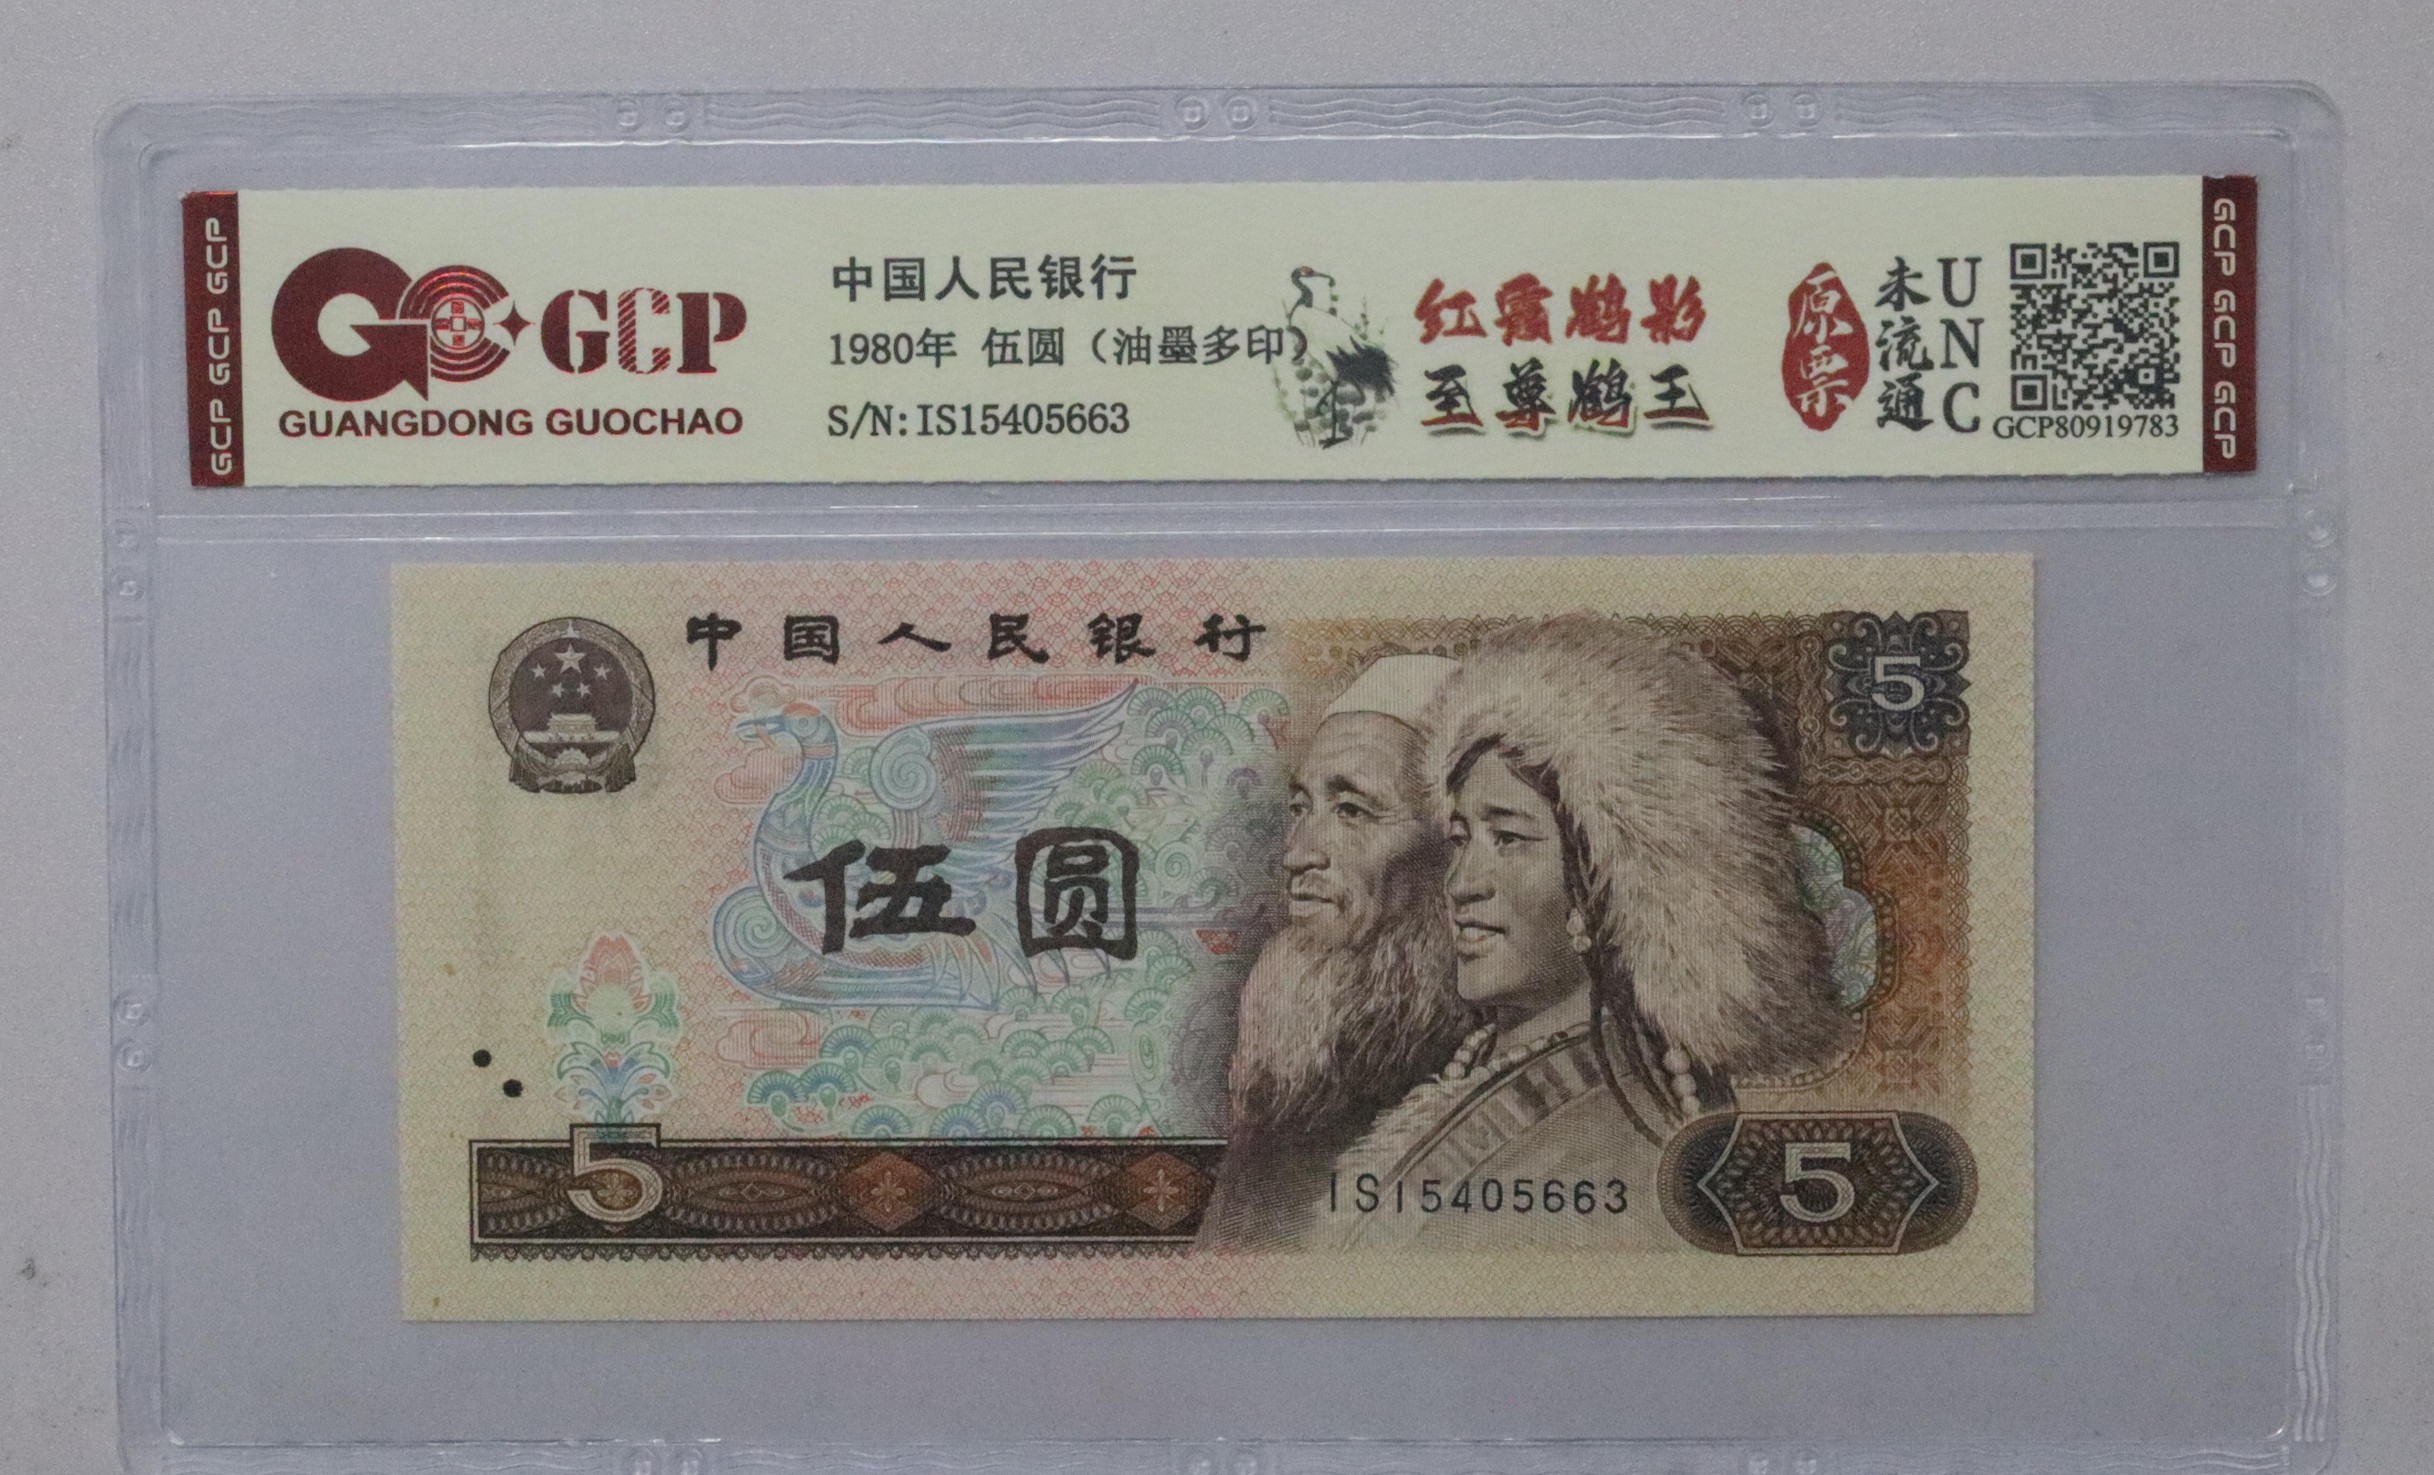 GCP GCP GCP
GCP
GUANGDONG GUOCHAO
中国人民银行
1980年 伍圆（油墨多印）
S/N: IS15405663
红霞鹤影
至尊鹤王
原票
未流通
UNC
GCP80919783
GCP GCP GCP
中国人民银行
5
伍圆
5
IS15405663
5